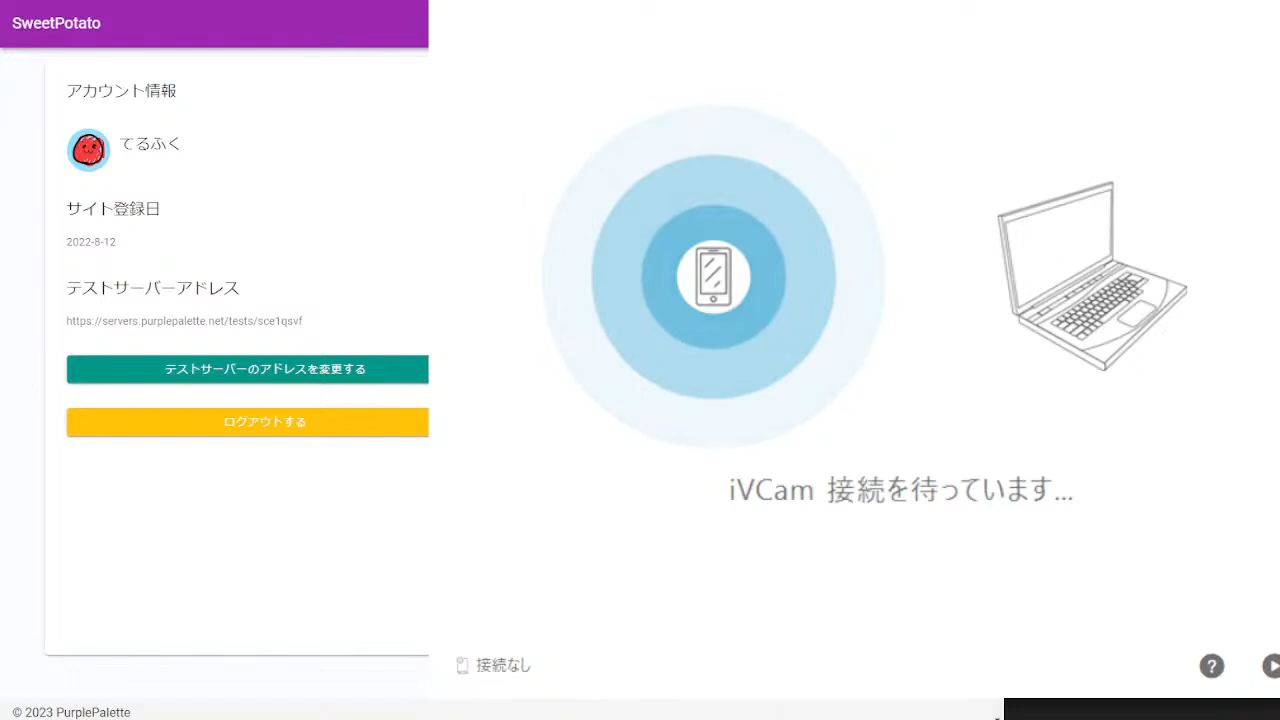 SweetPotato
アカウント情報
てるふく
サイト登録日
2022-8-12
テストサーバーアドレス
https://servers.purplepalette.net/tests/sce1qsvf
テストサーバーのアドレスを変更する
ログアウトする
© 2023 PurplePalette
iVCam 接続を待っています...
接続なし
?